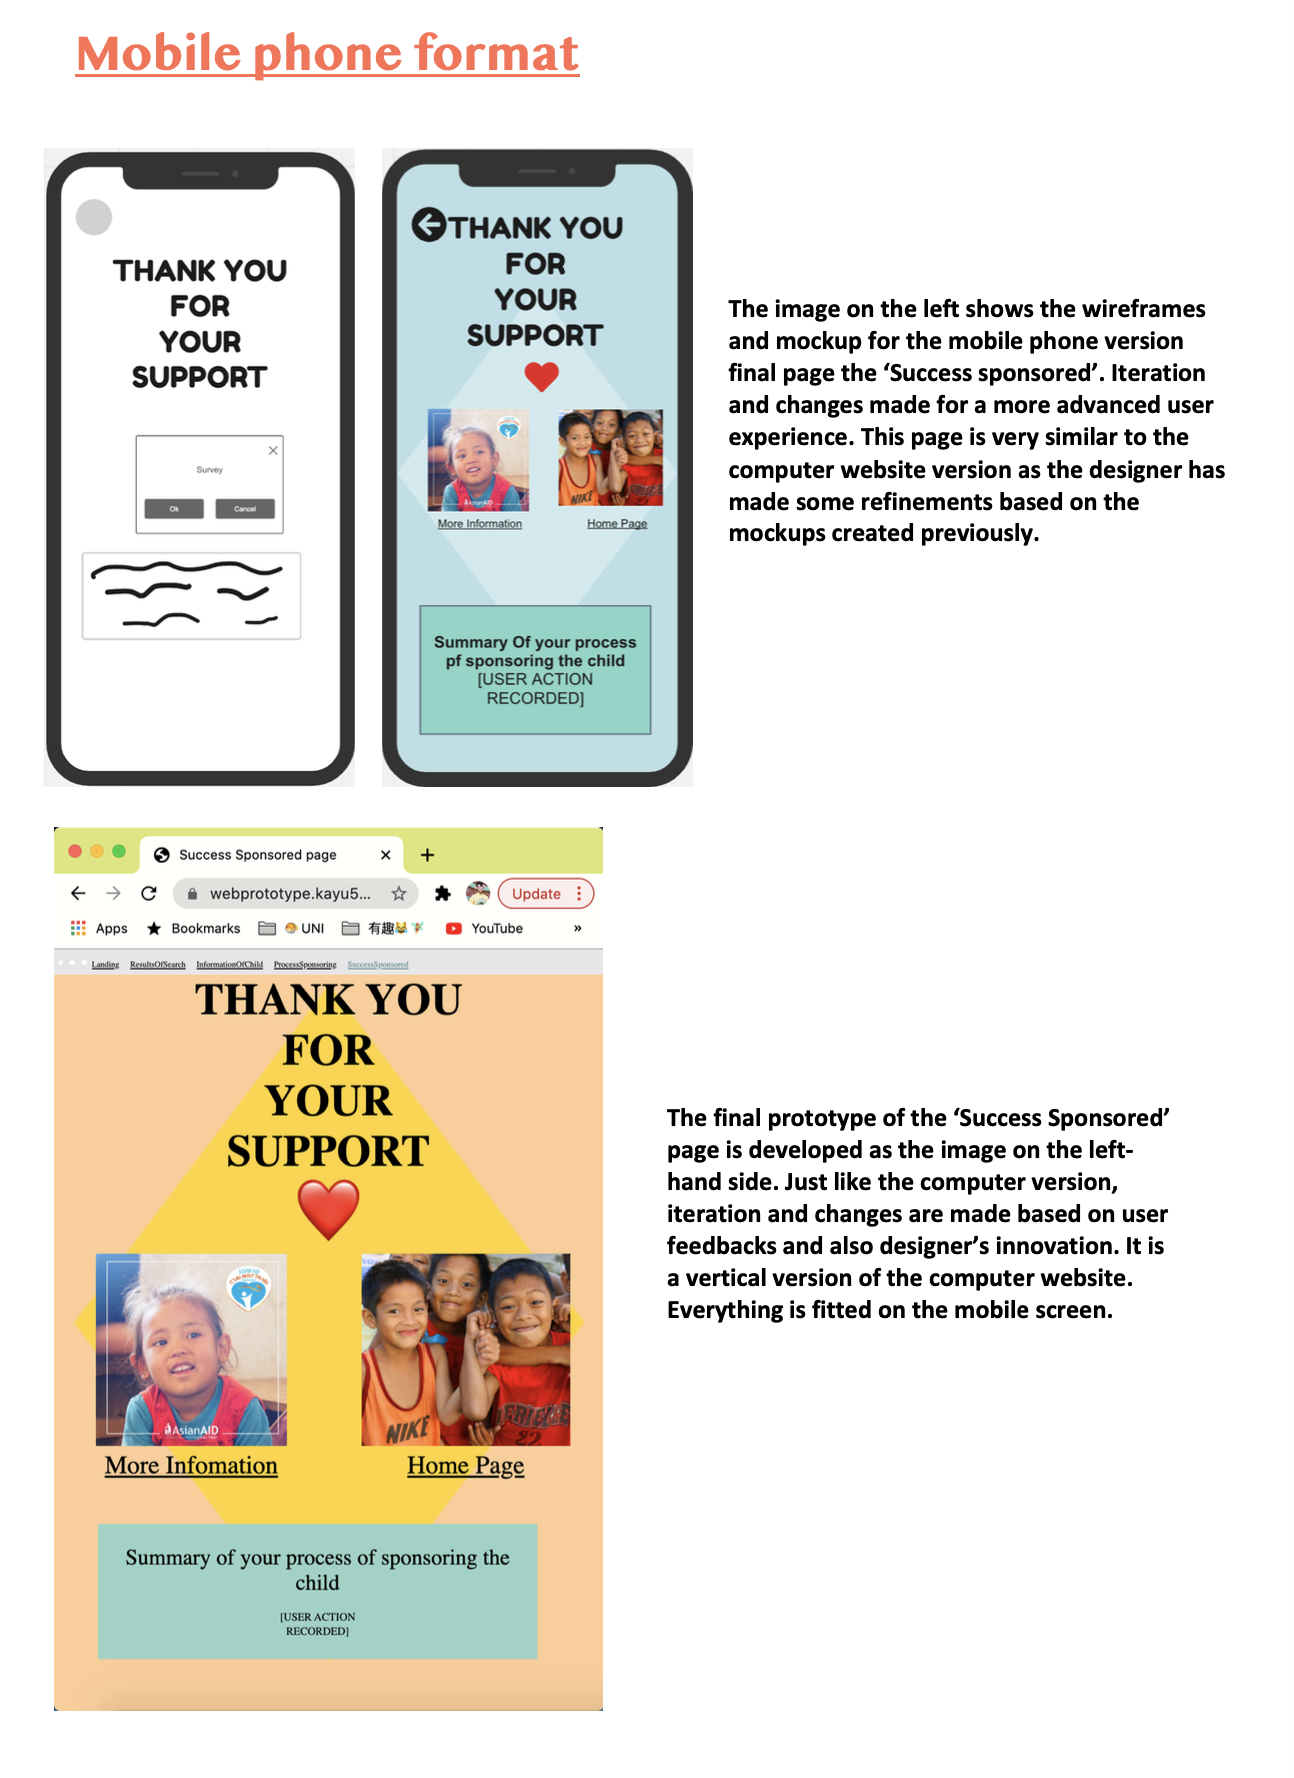 Mobile phone format
THANK YOU
FOR
YOUR
SUPPORT
Survey
Ok
Cancel
THANK YOU
FOR
YOUR
SUPPORT
AsianAID
NIKE
More Information
Home Page
Summary Of your process
pf sponsoring the child
[USER ACTION
RECORDED]
The image on the left shows the wireframes
and mockup for the mobile phone version
final page the ‘Success sponsored’. Iteration
and changes made for a more advanced user
experience. This page is very similar to the
computer website version as the designer has
made some refinements based on the
mockups created previously.
Success Sponsored page
webprototype.kayu5...
Update
Apps
Bookmarks
UNI
有趣
YouTube
»
Landing ResultsOfSearch InformationOfChild ProcessSponsoring SuccessSponsored
THANK YOU
FOR
YOUR
SUPPORT
ASIAN AID
AsianAID
NIKE
22
More Infomation
Home Page
Summary of your process of sponsoring the
child
[USER ACTION
RECORDED]
The final prototype of the ‘Success Sponsored’
page is developed as the image on the left-
hand side. Just like the computer version,
iteration and changes are made based on user
feedbacks and also designer’s innovation. It is
a vertical version of the computer website.
Everything is fitted on the mobile screen.